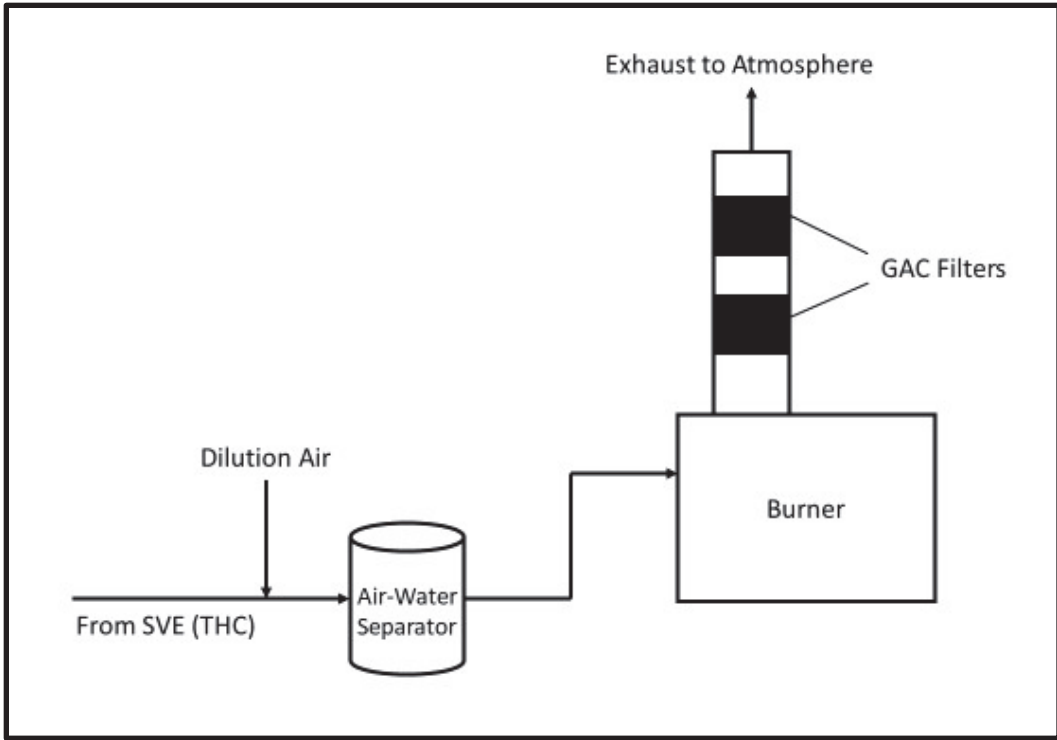 Exhaust to Atmosphere
GAC Filters
Dilution Air
Burner
Air-Water
Separator
From SVE (THC)